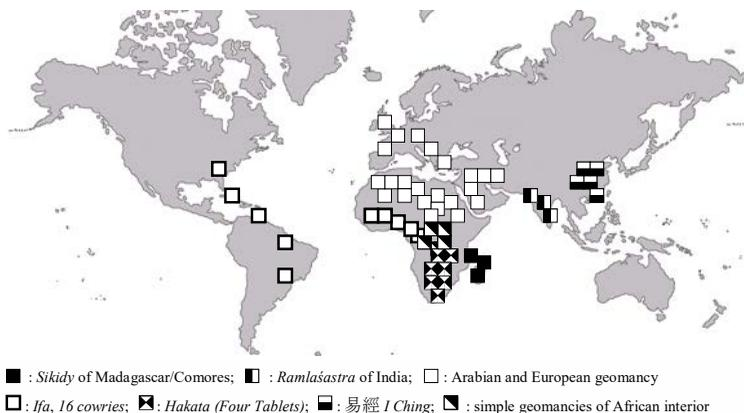 : Sikidy of Madagascar/Comores; : Ramlaśastra of India; : Arabian and European geomancy
: Ifa, 16 cowries; : Hakata (Four Tablets); : 易經 I Ching; : simple geomancies of African interior